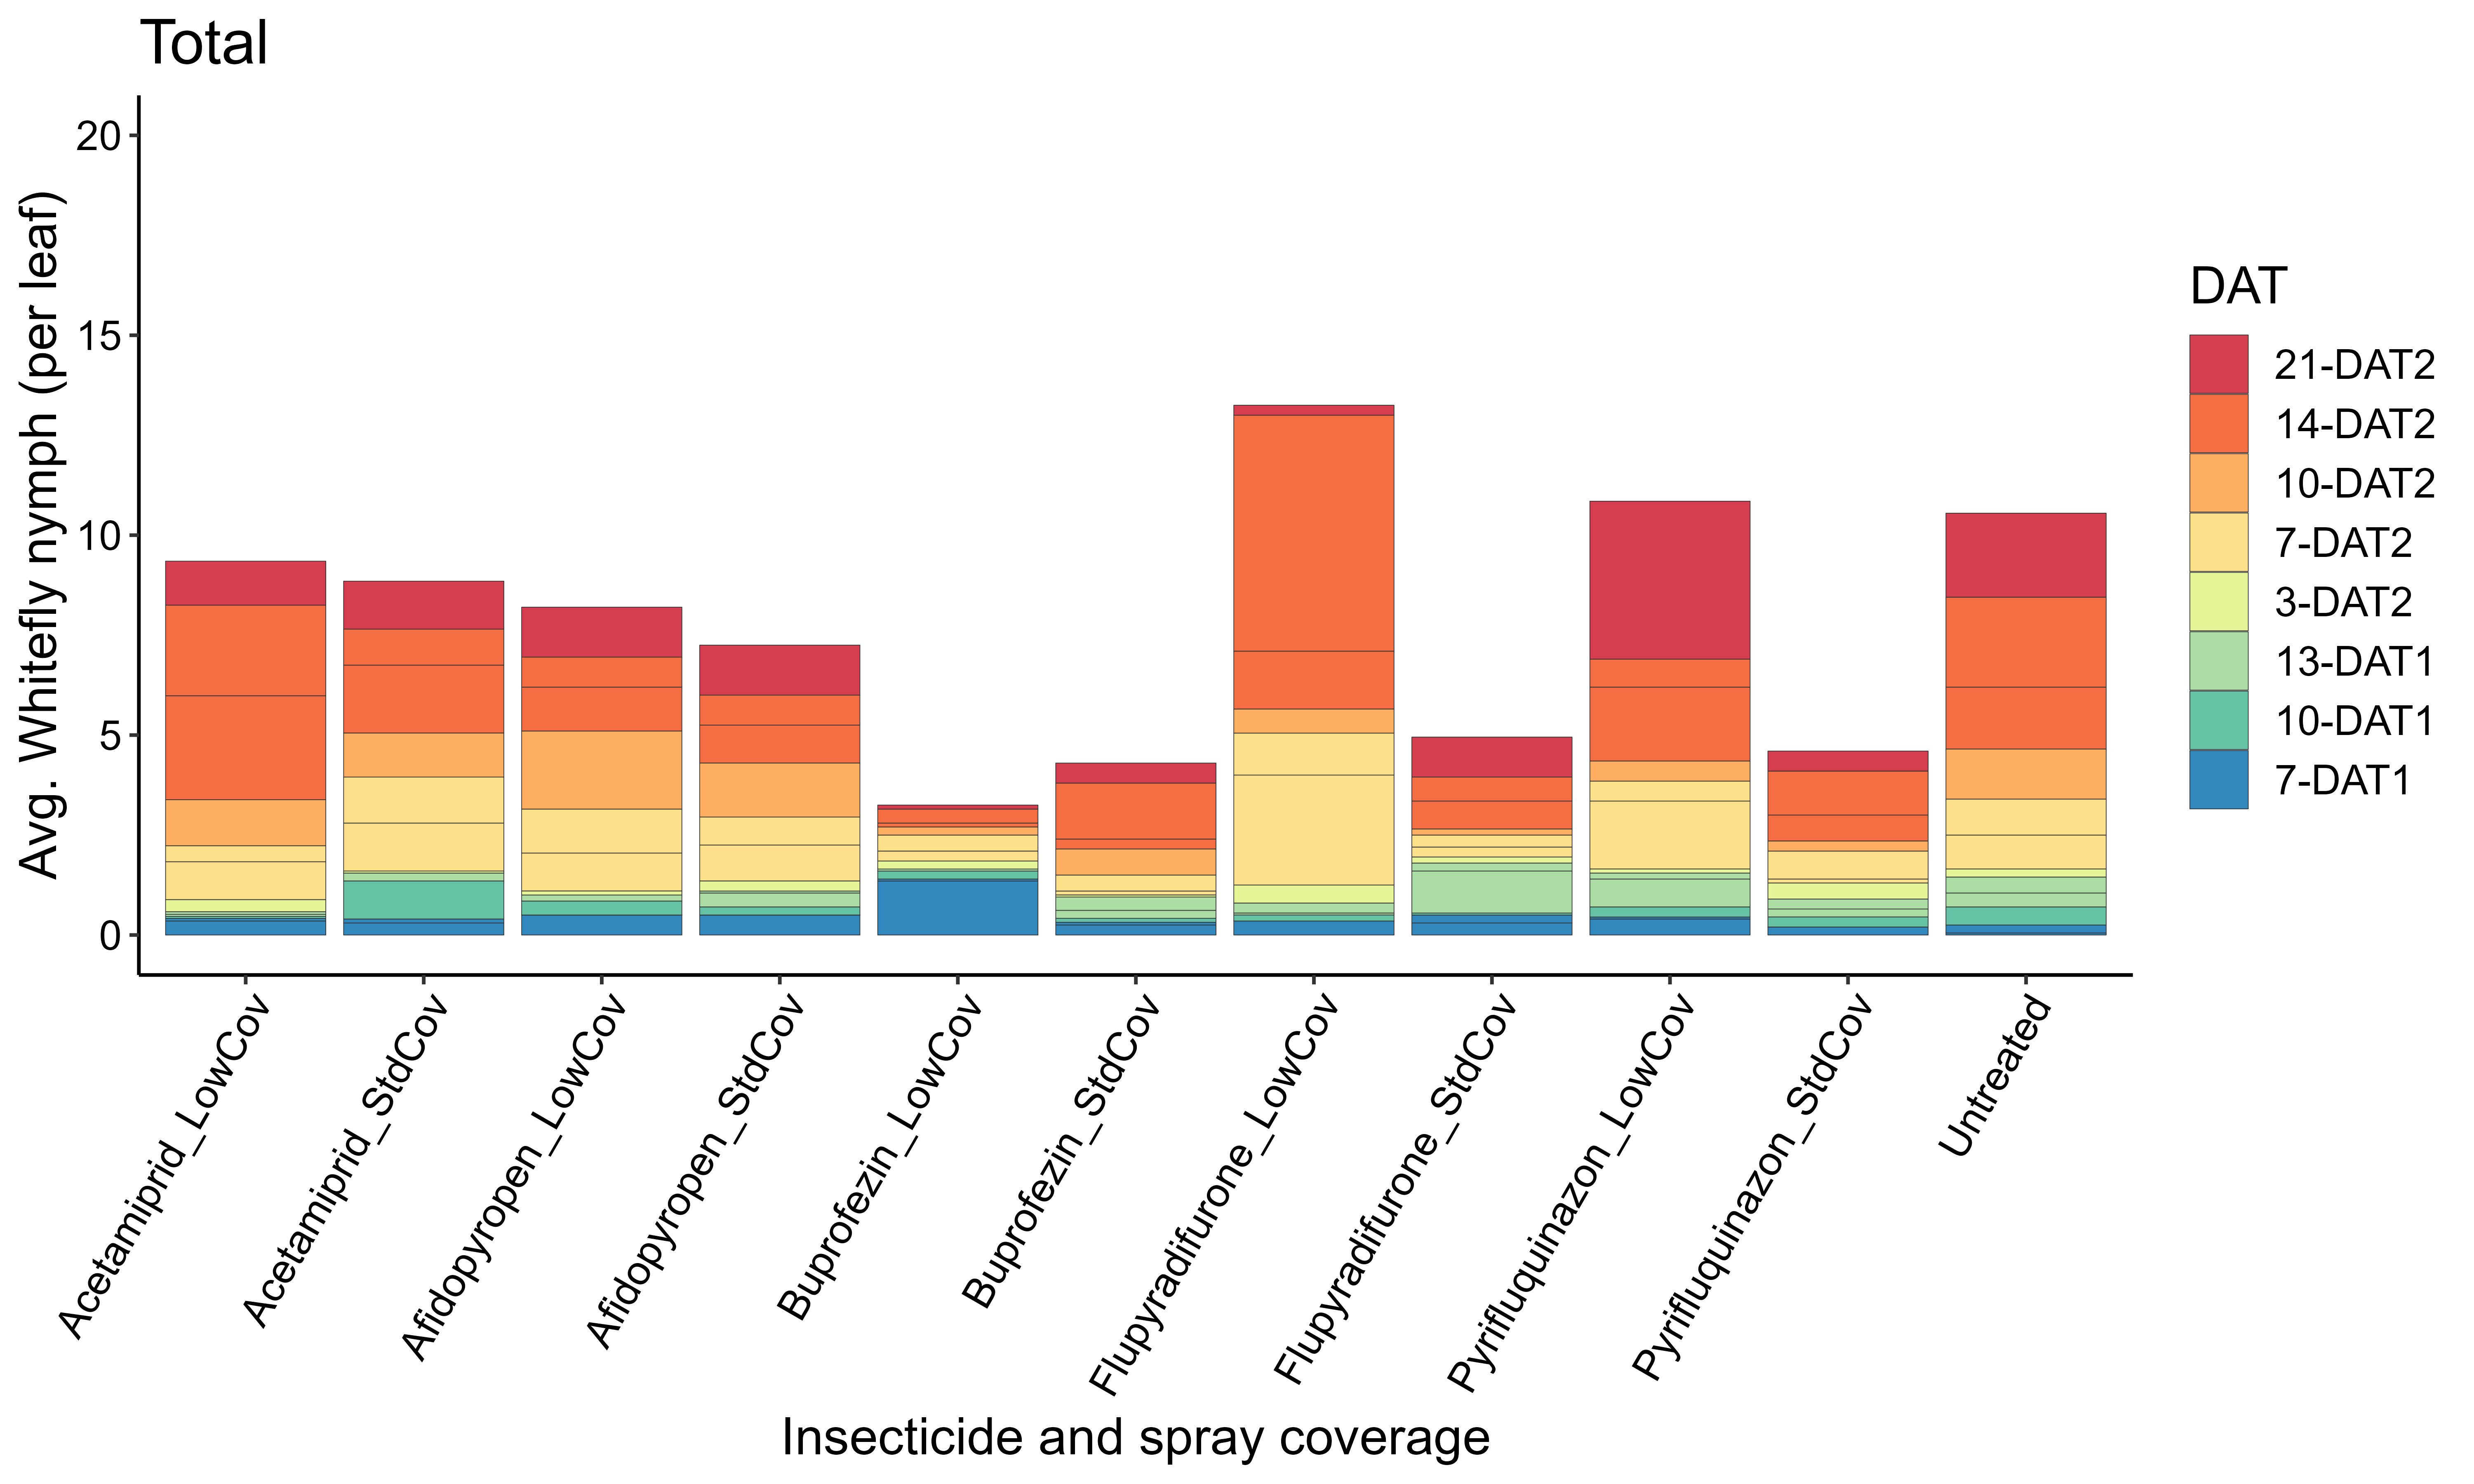 Total
Avg. Whitefly nymph (per leaf)
20
15
10
5
0
Acetamiprid_LowCov
Acetamiprid_StdCov
Afidopyropen_LowCov
Afidopyropen_StdCov
Buprofezin_LowCov
Buprofezin_StdCov
Flupyradifurone_LowCov
Flupyradifurone_StdCov
Pyrifluquinazon_LowCov
Pyrifluquinazon_StdCov
Untreated
Insecticide and spray coverage
DAT
21-DAT2
14-DAT2
10-DAT2
7-DAT2
3-DAT2
13-DAT1
10-DAT1
7-DAT1